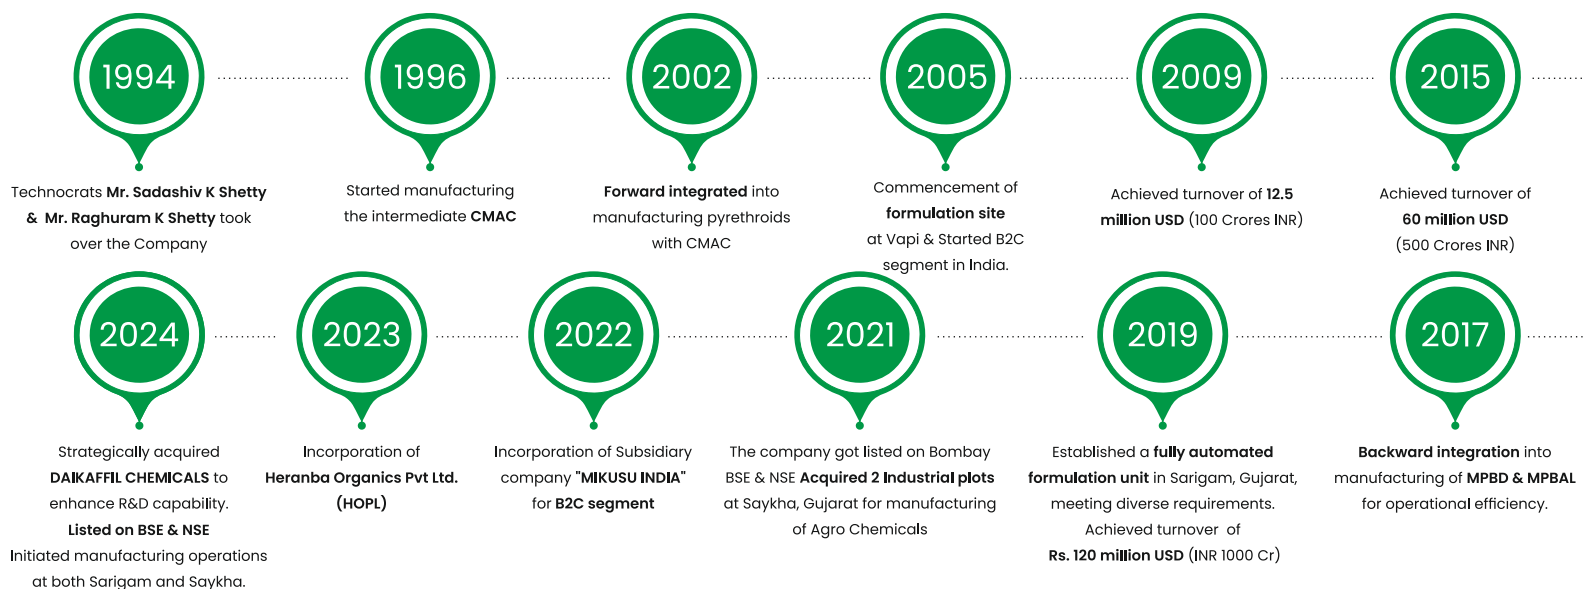 1994
Technocrats Mr. Sadashiv K Shetty
& Mr. Raghuram K Shetty took
over the Company
1996
Started manufacturing
the intermediate CMAC
2002
Forward integrated into
manufacturing pyrethroids
with CMAC
2005
Commencement of
formulation site
at Vapi & Started B2C
segment in India.
2009
Achieved turnover of 12.5
million USD (100 Crores INR)
2015
Achieved turnover of
60 million USD
(500 Crores INR)
2024
Strategically acquired
DAIKAFFIL CHEMICALS to
enhance R&D capability.
Listed on BSE & NSE
Initiated manufacturing operations
at both Sarigam and Saykha.
2023
Incorporation of
Heranba Organics Pvt Ltd.
(HOPL)
2022
Incorporation of Subsidiary
company "MIKUSU INDIA"
for B2C segment
2021
The company got listed on Bombay
BSE & NSE Acquired 2 Industrial plots
at Saykha, Gujarat for manufacturing
of Agro Chemicals
2019
Established a fully automated
formulation unit in Sarigam, Gujarat,
meeting diverse requirements.
Achieved turnover of
Rs. 120 million USD (INR 1000 Cr)
2017
Backward integration into
manufacturing of MPBD & MPBAL
for operational efficiency.